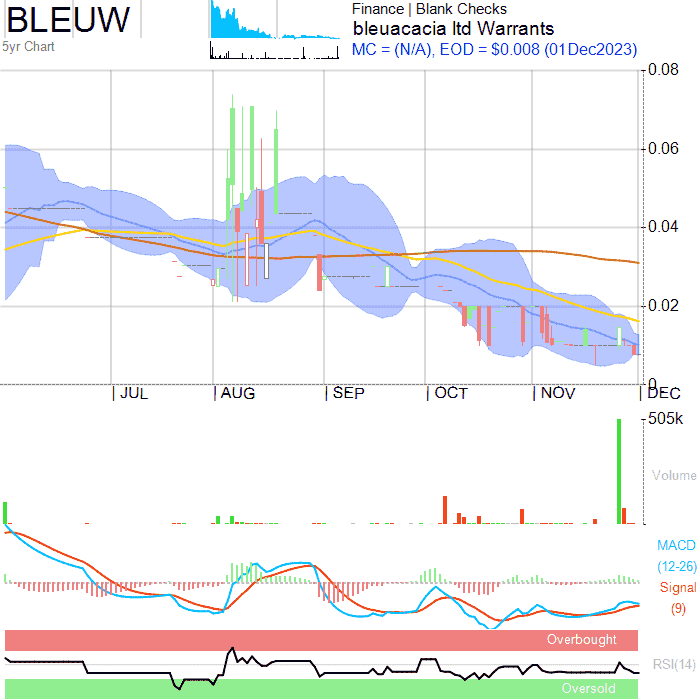 BLEUW
5yr Chart
Finance | Blank Checks
bleuacacia ltd Warrants
MC = (N/A), EOD = $0.008 (01Dec2023)
0.08
0.06
0.04
0.02
0
JUL AUG SEP OCT NOV DEC
505k
Volume
MACD
(12-26)
Signal
(9)
Overbought
RSI(14)
Oversold